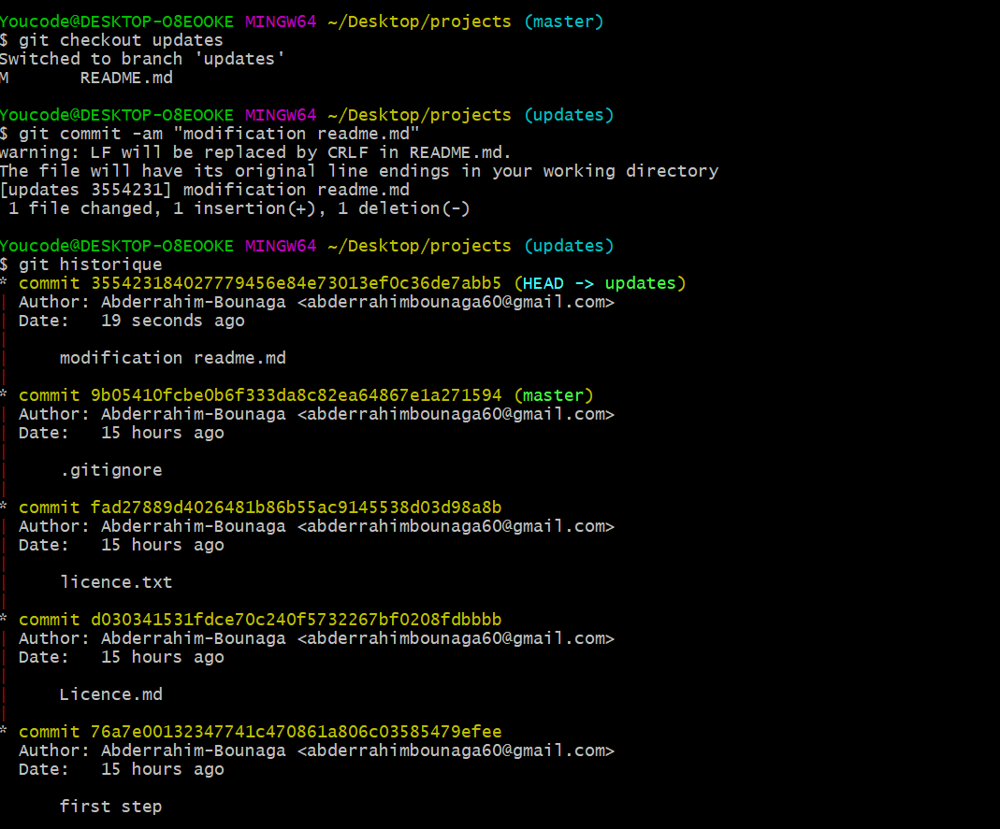 Youcode@DESKTOP-O8EOOKE MINGW64 ~/Desktop/projects (master)
$ git checkout updates
Switched to branch 'updates'
M       README.md
Youcode@DESKTOP-O8EOOKE MINGW64 ~/Desktop/projects (updates)
$ git commit -am "modification readme.md"
warning: LF will be replaced by CRLF in README.md.
The file will have its original line endings in your working directory
[updates 3554231] modification readme.md
 1 file changed, 1 insertion(+), 1 deletion(-)
Youcode@DESKTOP-O8EOOKE MINGW64 ~/Desktop/projects (updates)
$ git historique
* commit 355423184027779456e84e73013ef0c36de7abb5 (HEAD -> updates)
| Author: Abderrahim-Bounaga <abderrahimbounaga60@gmail.com>
| Date:   19 seconds ago
|
|     modification readme.md
|
* commit 9b05410fcbe0b6f333da8c82ea64867e1a271594 (master)
| Author: Abderrahim-Bounaga <abderrahimbounaga60@gmail.com>
| Date:   15 hours ago
|
|     .gitignore
|
* commit fad27889d4026481b86b55ac9145538d03d98a8b
| Author: Abderrahim-Bounaga <abderrahimbounaga60@gmail.com>
| Date:   15 hours ago
|
|     licence.txt
|
* commit d030341531fdce70c240f5732267bf0208fdbbbb
| Author: Abderrahim-Bounaga <abderrahimbounaga60@gmail.com>
| Date:   15 hours ago
|
|     Licence.md
|
* commit 76a7e00132347741c470861a806c03585479efee
  Author: Abderrahim-Bounaga <abderrahimbounaga60@gmail.com>
  Date:   15 hours ago
      first step